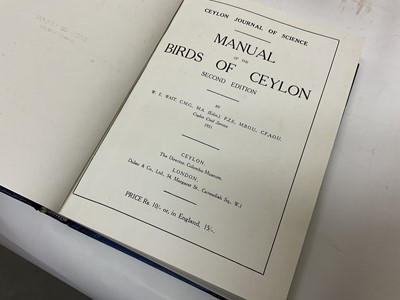 CEYLON JOURNAL OF SCIENCE
MANUAL
OF THE
BIRDS OF CEYLON
SECOND EDITION
BY
W. E. WAIT, C.M.G., M.A. (Edin.), F.Z.S., M.B.O.U., C.F.A.O.U.
Ceylon Civil Service
1931
CEYLON:
The Director, Colombo Museum.
LONDON:
Dulau & Co., Ltd., 34, Margaret St., Cavendish Sq., W.1
PRICE Rs. 10/- or, in England, 15/-.